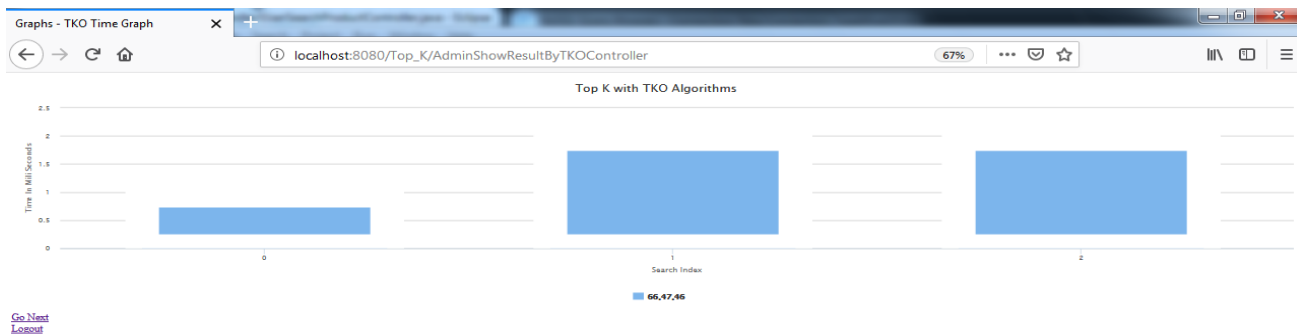 Graphs - TKO Time Graph
localhost:8080/Top_K/AdminShowResultByTKOController
67%
Top K with TKO Algorithms
Time In Mili Seconds
2.5
2
1.5
1
0.5
0
0 1 2
Search Index
66,47,46
Go Next
Logout